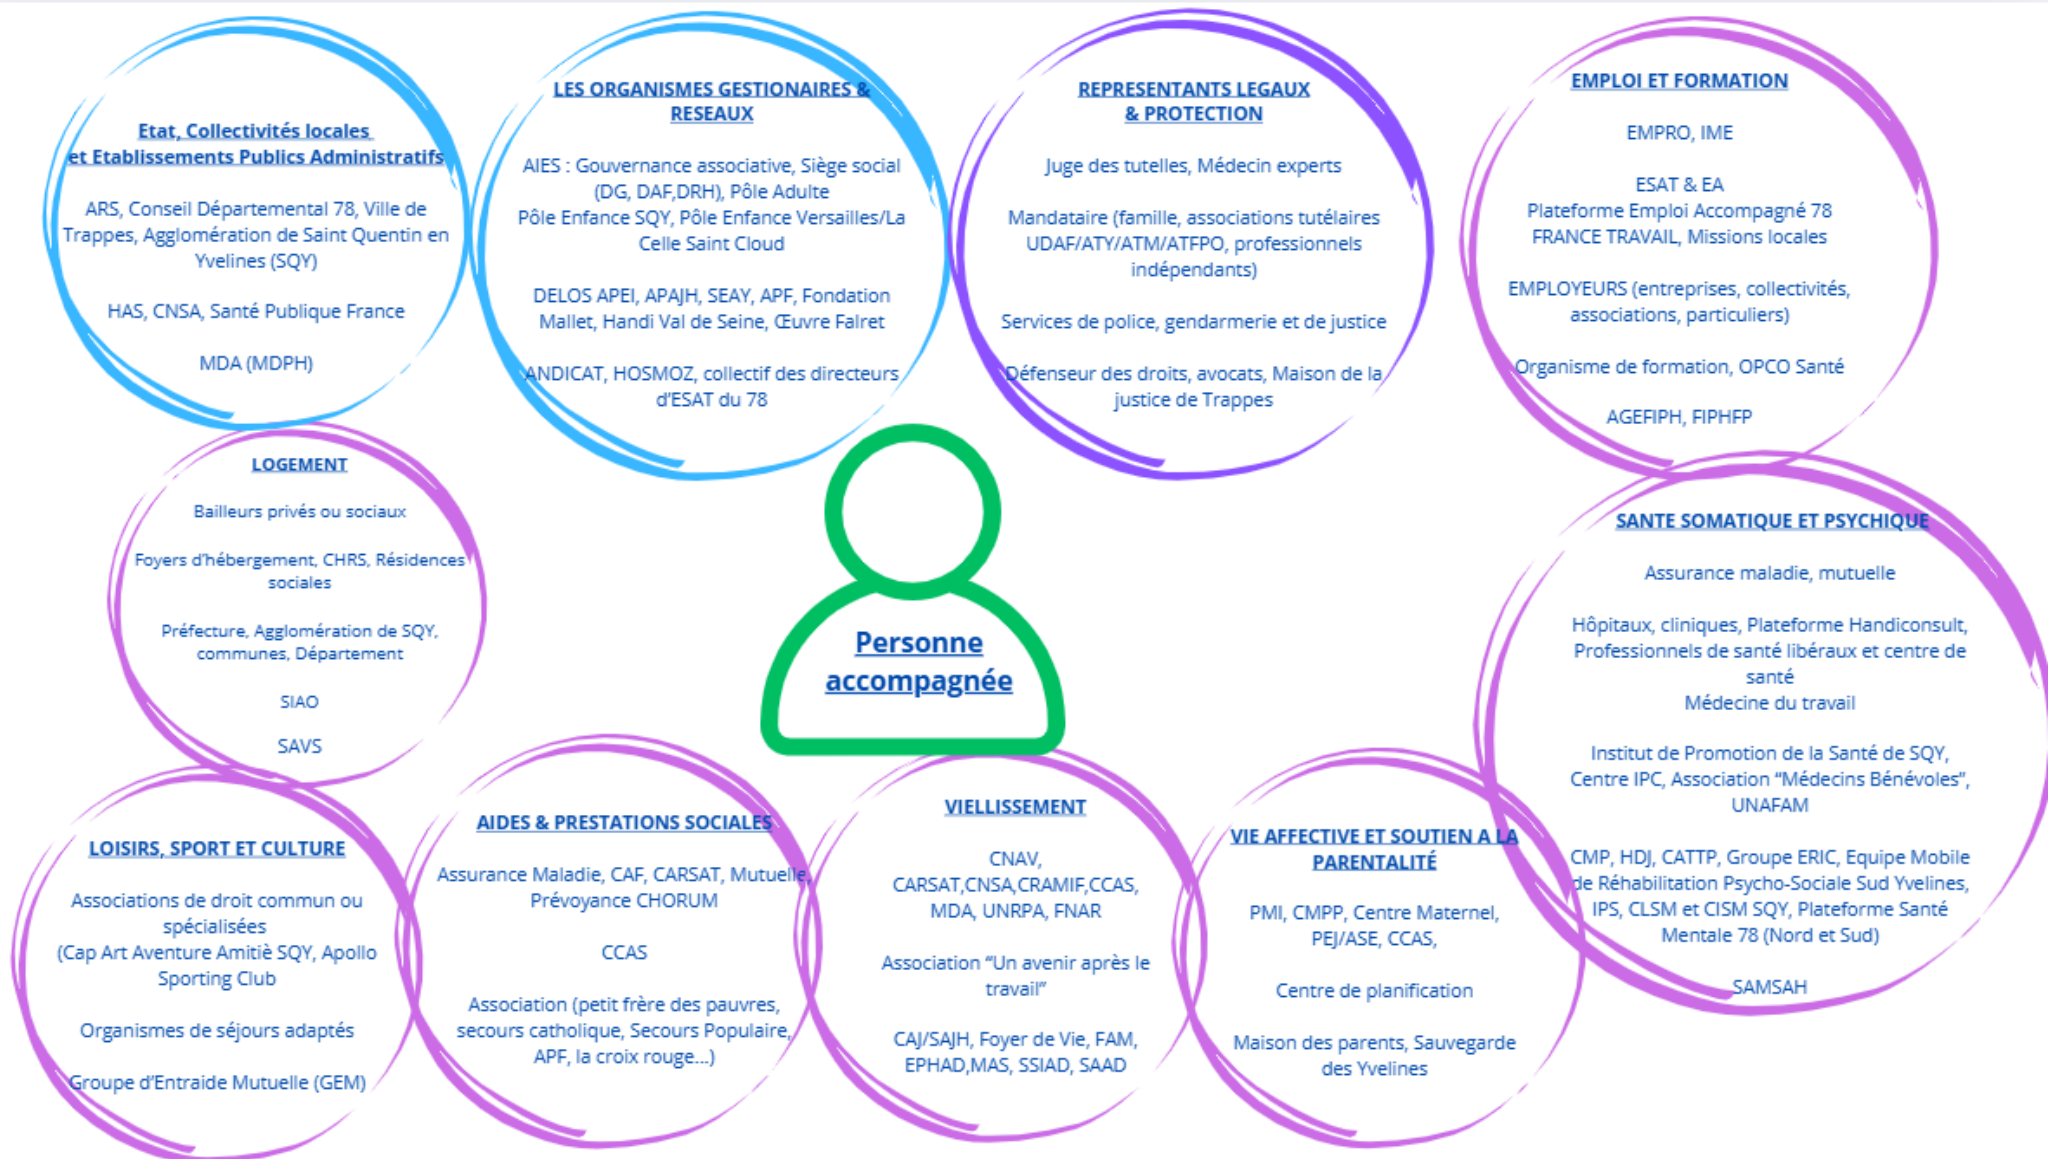 Etat, Collectivités locales
et Etablissements Publics Administratifs
ARS, Conseil Départemental 78, Ville de
Trappes, Agglomération de Saint Quentin en
Yvelines (SQY)
HAS, CNSA, Santé Publique France
MDA (MDPH)
LES ORGANISMES GESTIONAIRES &
RESEAUX
AIES : Gouvernance associative, Siège social
(DG, DAF,DRH), Pôle Adulte
Pôle Enfance SQY, Pôle Enfance Versailles/La
Celle Saint Cloud
DELOS APEI, APAJH, SEAY, APF, Fondation
Mallet, Handi Val de Seine, Œuvre Falret
ANDICAT, HOSMOZ, collectif des directeurs
d’ESAT du 78
REPRESENTANTS LEGAUX
& PROTECTION
Juge des tutelles, Médecin experts
Mandataire (famille, associations tutélaires
UDAF/ATY/ATM/ATFPO, professionnels
indépendants)
Services de police, gendarmerie et de justice
Défenseur des droits, avocats, Maison de la
justice de Trappes
EMPLOI ET FORMATION
EMPRO, IME
ESAT & EA
Plateforme Emploi Accompagné 78
FRANCE TRAVAIL, Missions locales
EMPLOYEURS (entreprises, collectivités,
associations, particuliers)
Organisme de formation, OPCO Santé
AGEFIPH, FIPHFP
LOGEMENT
Bailleurs privés ou sociaux
Foyers d’hébergement, CHRS, Résidences
sociales
Préfecture, Agglomération de SQY,
communes, Département
SIAO
SAVS
Personne
accompagnée
SANTE SOMATIQUE ET PSYCHIQUE
Assurance maladie, mutuelle
Hôpitaux, cliniques, Plateforme Handiconsult,
Professionnels de santé libéraux et centre de
santé
Médecine du travail
Institut de Promotion de la Santé de SQY,
Centre IPC, Association “Médecins Bénévoles”,
UNAFAM
CMP, HDJ, CATTP, Groupe ERIC, Equipe Mobile
de Réhabilitation Psycho-Sociale Sud Yvelines,
IPS, CLSM et CISM SQY, Plateforme Santé
Mentale 78 (Nord et Sud)
SAMSAH
LOISIRS, SPORT ET CULTURE
Associations de droit commun ou
spécialisées
(Cap Art Aventure Amitiè SQY, Apollo
Sporting Club
Organismes de séjours adaptés
Groupe d’Entraide Mutuelle (GEM)
AIDES & PRESTATIONS SOCIALES
Assurance Maladie, CAF, CARSAT, Mutuelle,
Prévoyance CHORUM
CCAS
Association (petit frère des pauvres,
secours catholique, Secours Populaire,
APF, la croix rouge...)
VIELLISSEMENT
CNAV,
CARSAT,CNSA,CRAMIF,CCAS,
MDA, UNRPA, FNAR
Association “Un avenir après le
travail”
CAJ/SAJH, Foyer de Vie, FAM,
EPHAD,MAS, SSIAD, SAAD
VIE AFFECTIVE ET SOUTIEN A LA
PARENTALITÉ
PMI, CMPP, Centre Maternel,
PEJ/ASE, CCAS,
Centre de planification
Maison des parents, Sauvegarde
des Yvelines